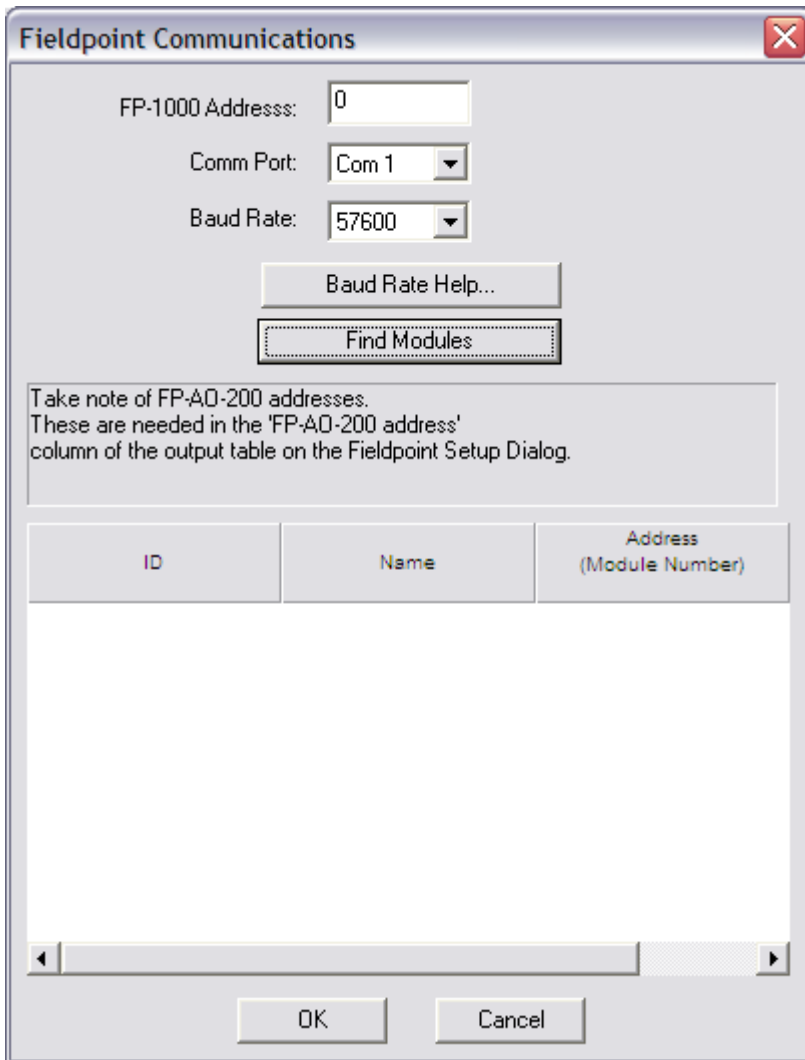 Fieldpoint Communications
FP-1000 Addresss:
0
Comm Port:
Com 1
Baud Rate:
57600
Baud Rate Help...
Find Modules
Take note of FP-AO-200 addresses.
These are needed in the 'FP-AO-200 address'
column of the output table on the Fieldpoint Setup Dialog.
ID
Name
Address
(Module Number)
OK
Cancel